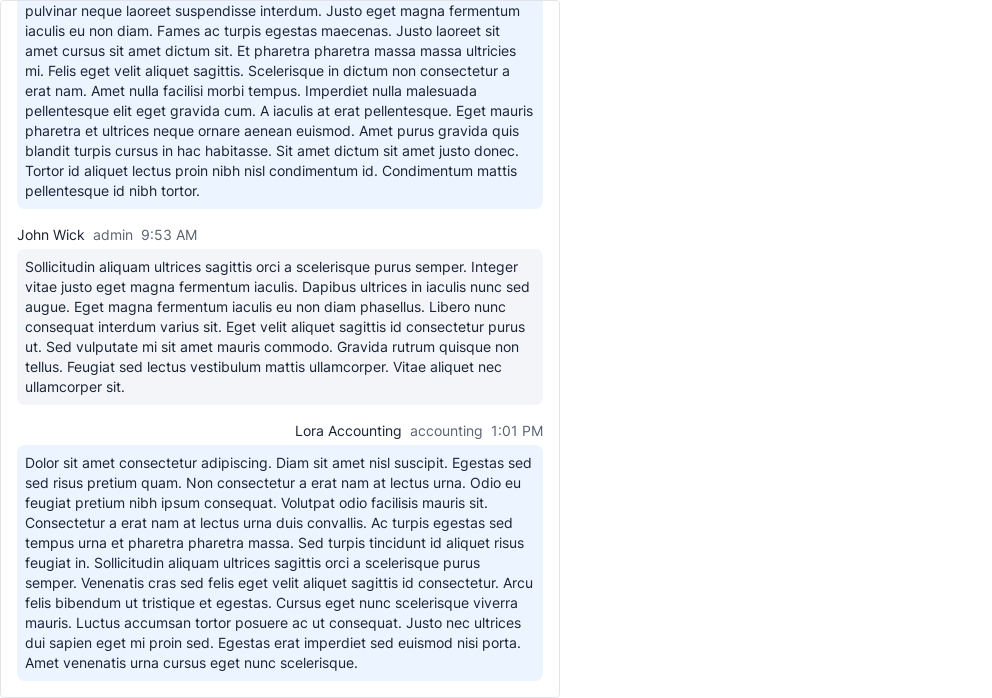 pulvinar neque laoreet suspendisse interdum. Justo eget magna fermentum
iaculis eu non diam. Fames ac turpis egestas maecenas. Justo laoreet sit
amet cursus sit amet dictum sit. Et pharetra pharetra massa massa ultricies
mi. Felis eget velit aliquet sagittis. Scelerisque in dictum non consectetur a
erat nam. Amet nulla facilisi morbi tempus. Imperdiet nulla malesuada
pellentesque elit eget gravida cum. A iaculis at erat pellentesque. Eget mauris
pharetra et ultrices neque ornare aenean euismod. Amet purus gravida quis
blandit turpis cursus in hac habitasse. Sit amet dictum sit amet justo donec.
Tortor id aliquet lectus proin nibh nisl condimentum id. Condimentum mattis
pellentesque id nibh tortor.
John Wick admin 9:53 AM
Sollicitudin aliquam ultrices sagittis orci a scelerisque purus semper. Integer
vitae justo eget magna fermentum iaculis. Dapibus ultrices in iaculis nunc sed
augue. Eget magna fermentum iaculis eu non diam phasellus. Libero nunc
consequat interdum varius sit. Eget velit aliquet sagittis id consectetur purus
ut. Sed vulputate mi sit amet mauris commodo. Gravida rutrum quisque non
tellus. Feugiat sed lectus vestibulum mattis ullamcorper. Vitae aliquet nec
ullamcorper sit.
Lora Accounting accounting 1:01 PM
Dolor sit amet consectetur adipiscing. Diam sit amet nisl suscipit. Egestas sed
sed risus pretium quam. Non consectetur a erat nam at lectus urna. Odio eu
feugiat pretium nibh ipsum consequat. Volutpat odio facilisis mauris sit.
Consectetur a erat nam at lectus urna duis convallis. Ac turpis egestas sed
tempus urna et pharetra pharetra massa. Sed turpis tincidunt id aliquet risus
feugiat in. Sollicitudin aliquam ultrices sagittis orci a scelerisque purus
semper. Venenatis cras sed felis eget velit aliquet sagittis id consectetur. Arcu
felis bibendum ut tristique et egestas. Cursus eget nunc scelerisque viverra
mauris. Luctus accumsan tortor posuere ac ut consequat. Justo nec ultrices
dui sapien eget mi proin sed. Egestas erat imperdiet sed euismod nisi porta.
Amet venenatis urna cursus eget nunc scelerisque.